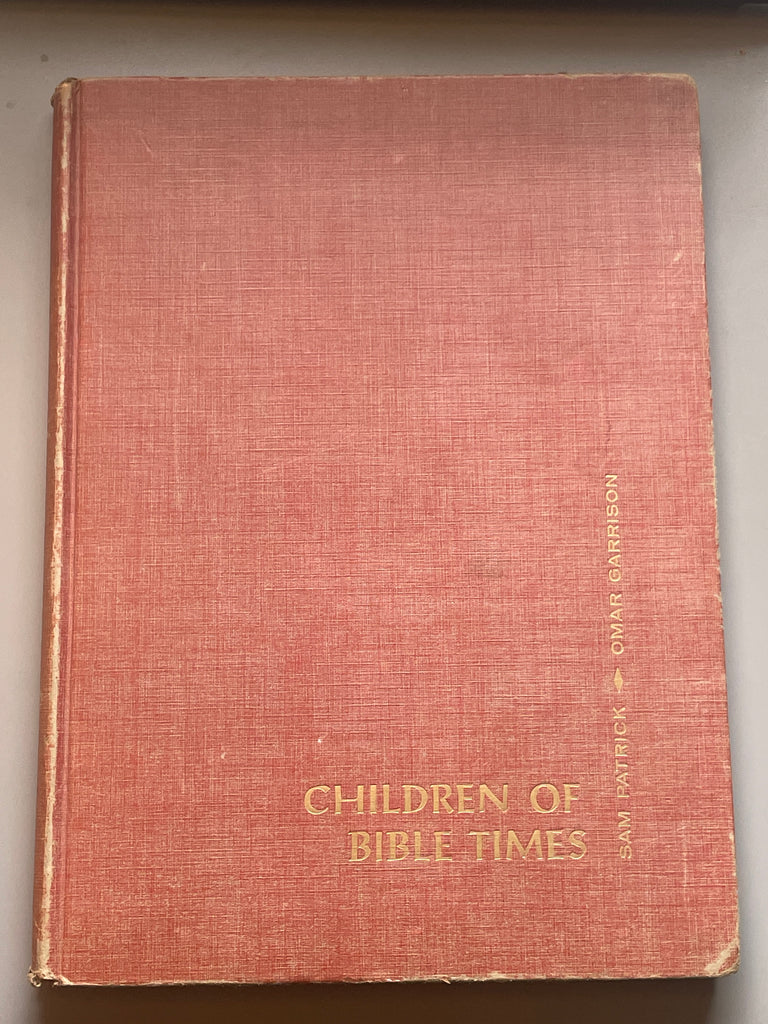 CHILDREN OF
BIBLE TIMES
SAM PATRICK ♦ OMAR GARRISON